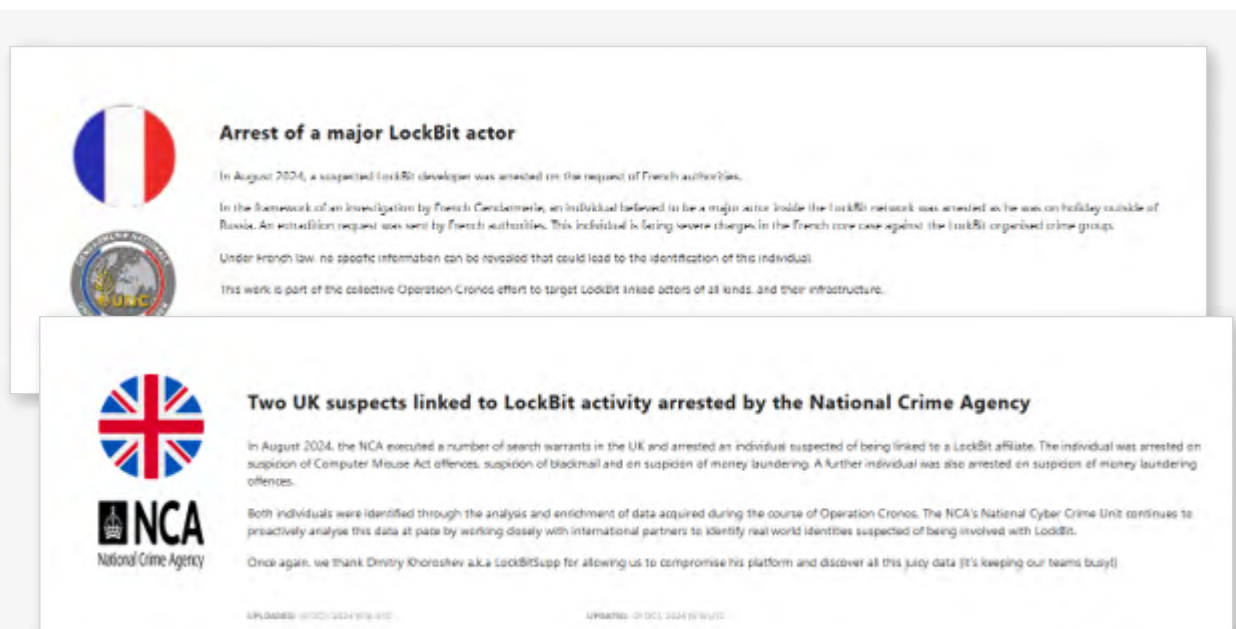 Arrest of a major LockBit actor
In August 2024, a suspected LockBit developer was arrested on the request of French authorities.
In the framework of an investigation by French Gendarmerie, an individual believed to be a major actor inside the LockBit network was arrested as he was on holiday outside of
Russia. An extradition request was sent by French authorities. This individual is facing severe charges in the French core case against the LockBit organised crime group.
Under French law, no specific information can be revealed that could lead to the identification of this individual.
This work is part of the collective Operation Cronos effort to target LockBit linked actors of all kinds, and their infrastructure.
GENDARMERIE NATIONALE
UNC
Two UK suspects linked to LockBit activity arrested by the National Crime Agency
In August 2024, the NCA executed a number of search warrants in the UK and arrested an individual suspected of being linked to a LockBit affiliate. The individual was arrested on
suspicion of Computer Misuse Act offences, suspicion of blackmail and on suspicion of money laundering. A further individual was also arrested on suspicion of money laundering
offences.
Both individuals were identified through the analysis and enrichment of data acquired during the course of Operation Cronos. The NCA's National Cyber Crime Unit continues to
proactively analyse this data at pace by working closely with international partners to identify real world identities suspected of being involved with LockBit.
Once again, we thank Dmitry Khoroshev a.k.a LockBitSupp for allowing us to compromise his platform and discover all this juicy data (it's keeping our teams busy!)
NCA
National Crime Agency
UPLOADED: 2024 UTC
UPDATED: 2024 UTC